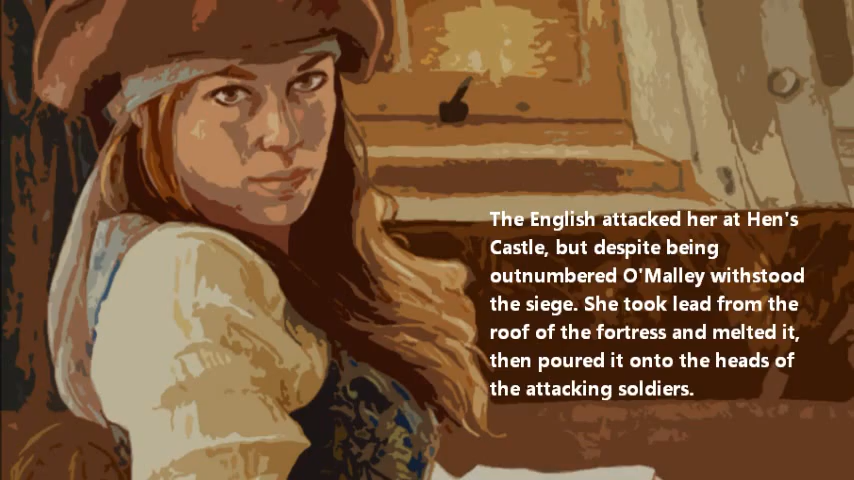 The English attacked her at Hen's
Castle, but despite being
outnumbered O'Malley withstood
the siege. She took lead from the
roof of the fortress and melted it,
then poured it onto the heads of
the attacking soldiers.